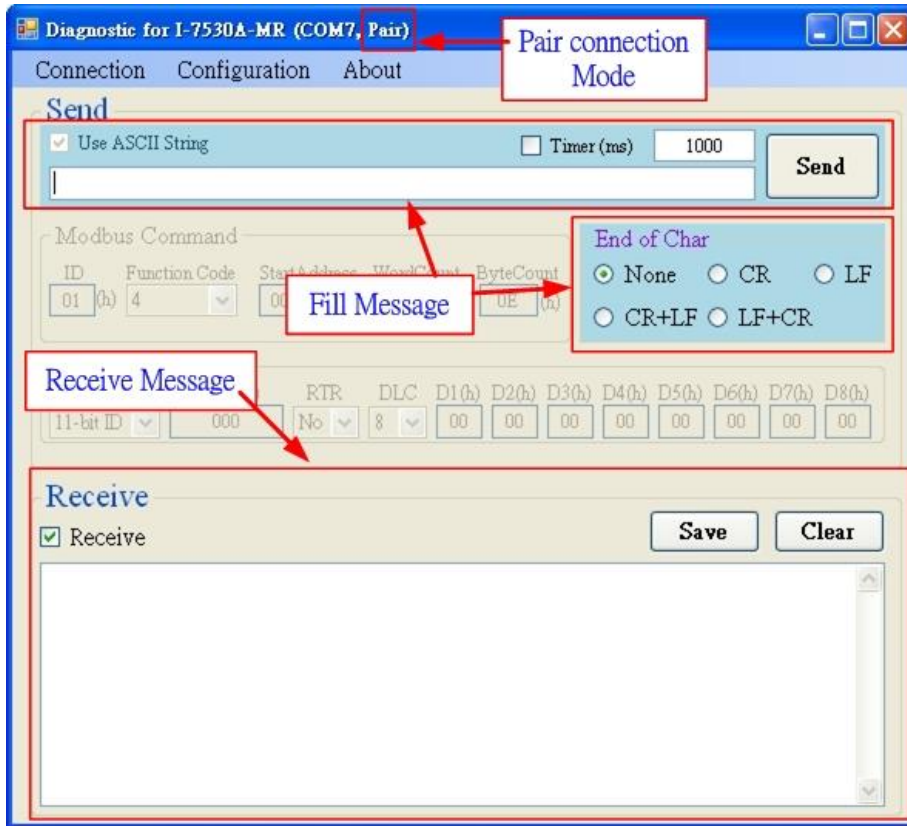 Diagnostic for I-7530A-MR (COM7, Pair)
Pair connection
Mode
Connection Configuration About
Send
Use ASCII String
Timer (ms) 1000
Send
Modbus Command
ID Function Code StartAddress WordCount ByteCount
01 (h) 4 00 0E (h)
Fill Message
End of Char
None CR LF
CR+LF LF+CR
Receive Message
RTR DLC D1(h) D2(h) D3(h) D4(h) D5(h) D6(h) D7(h) D8(h)
11-bit ID 000 No 8 00 00 00 00 00 00 00 00
Receive
Receive
Save Clear